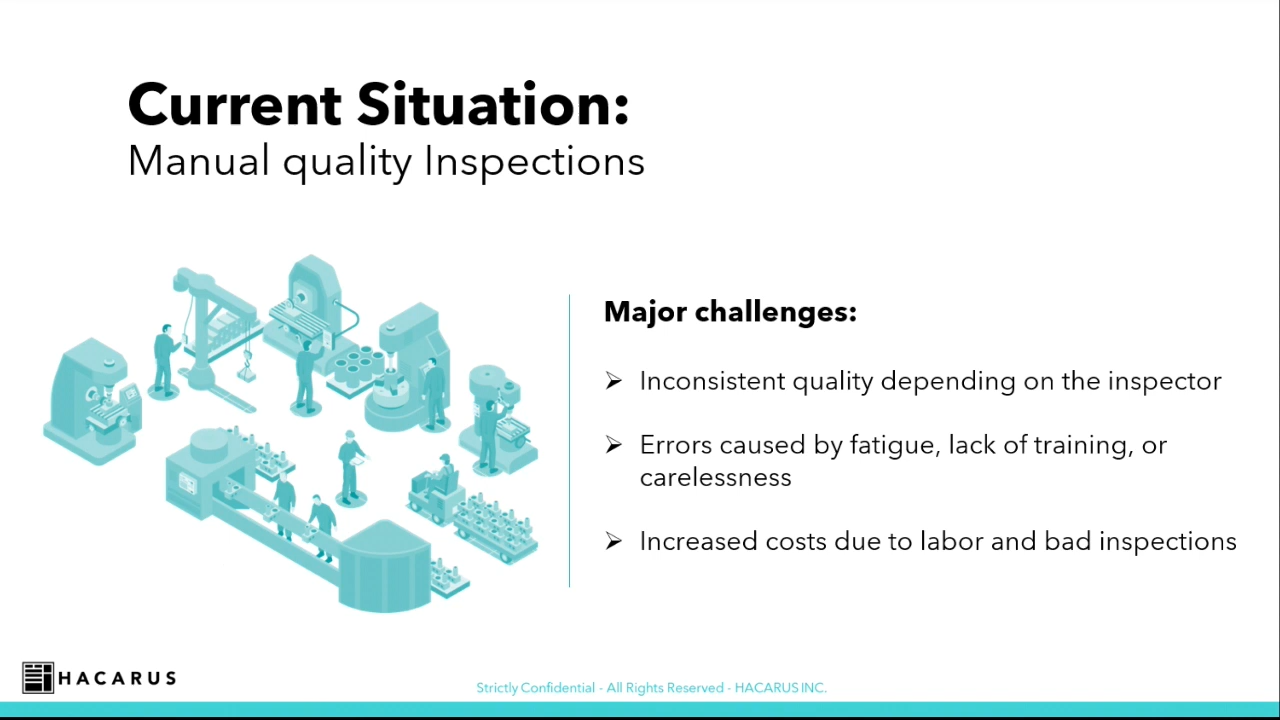 Current Situation:
Manual quality Inspections
Major challenges:
➢ Inconsistent quality depending on the inspector
➢ Errors caused by fatigue, lack of training, or
carelessness
➢ Increased costs due to labor and bad inspections
HACARUS
Strictly Confidential - All Rights Reserved - HACARUS INC.